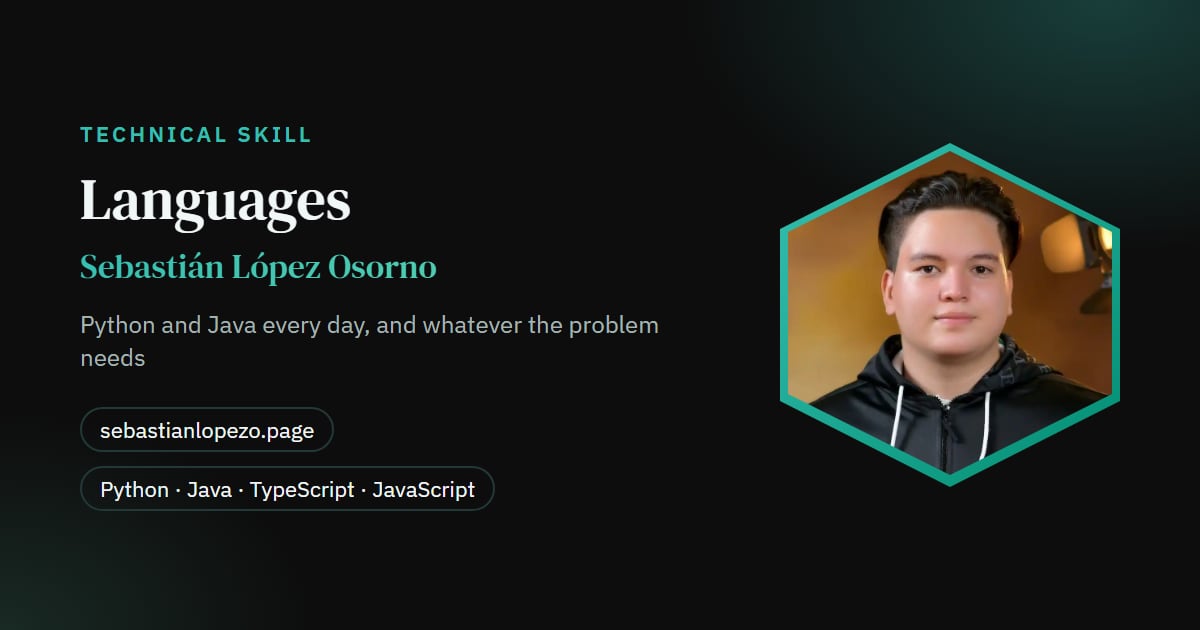 TECHNICAL SKILL
Languages
Sebastián López Osorno
Python and Java every day, and whatever the problem
needs
sebastianlopezo.page
Python · Java · TypeScript · JavaScript